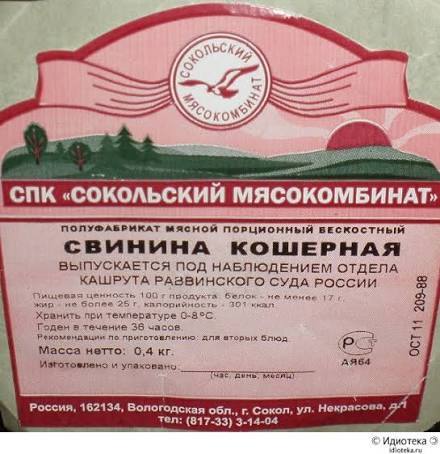 СОКОЛЬСКИЙ
МЯСОКОМБИНАТ
СПК «СОКОЛЬСКИЙ МЯСОКОМБИНАТ»
ПОЛУФАБРИКАТ МЯСНОЙ ПОРЦИОННЫЙ БЕСКОСТНЫЙ
СВИНИНА КОШЕРНАЯ
ВЫПУСКАЕТСЯ ПОД НАБЛЮДЕНИЕМ ОТДЕЛА
КАШРУТА РАВВИНСКОГО СУДА РОССИИ
Пищевая ценность 100 г продукта: белок - не менее 17 г.
жир - не более 25 г, калорийность - 301 ккал.
Хранить при температуре 0-8°С.
Годен в течение 36 часов.
Рекомендации по приготовлению: для вторых блюд.
Масса нетто: 0,4 кг.
Изготовлено и упаковано:
(час, день, месяц)
РС
АЯ64
ОСТ 11 209-88
Россия, 162134, Вологодская обл., г. Сокол, ул. Некрасова, д.1
тел: (817-33) 3-14-04
© Идиотека
idioteka.ru